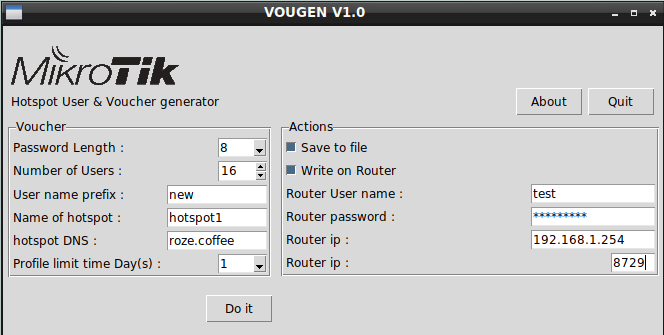 VOUGEN V1.0
MikroTik
Hotspot User & Voucher generator
About
Quit
Voucher
Password Length : 8
Number of Users : 16
User name prefix : new
Name of hotspot : hotspot1
hotspot DNS : roze.coffee
Profile limit time Day(s) : 1
Do it
Actions
Save to file
Write on Router
Router User name : test
Router password : *********
Router ip : 192.168.1.254
Router ip : 8729